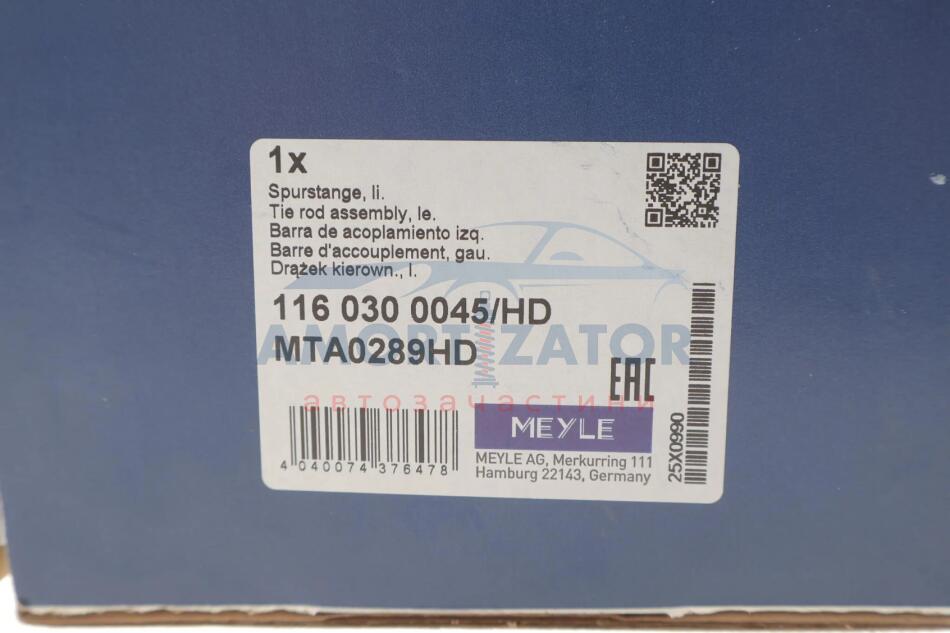 1x
Spurstange, li.
Tie rod assembly, le.
Barra de acoplamiento izq.
Barre d'accouplement, gau.
Drążek kierown., l.
116 030 0045/HD
MTA0289HD
AMORTIZATOR
автозачастини
EAC
MEYLE
MEYLE AG, Merkurring 111
Hamburg 22143, Germany
4 040074 376478
25X0990